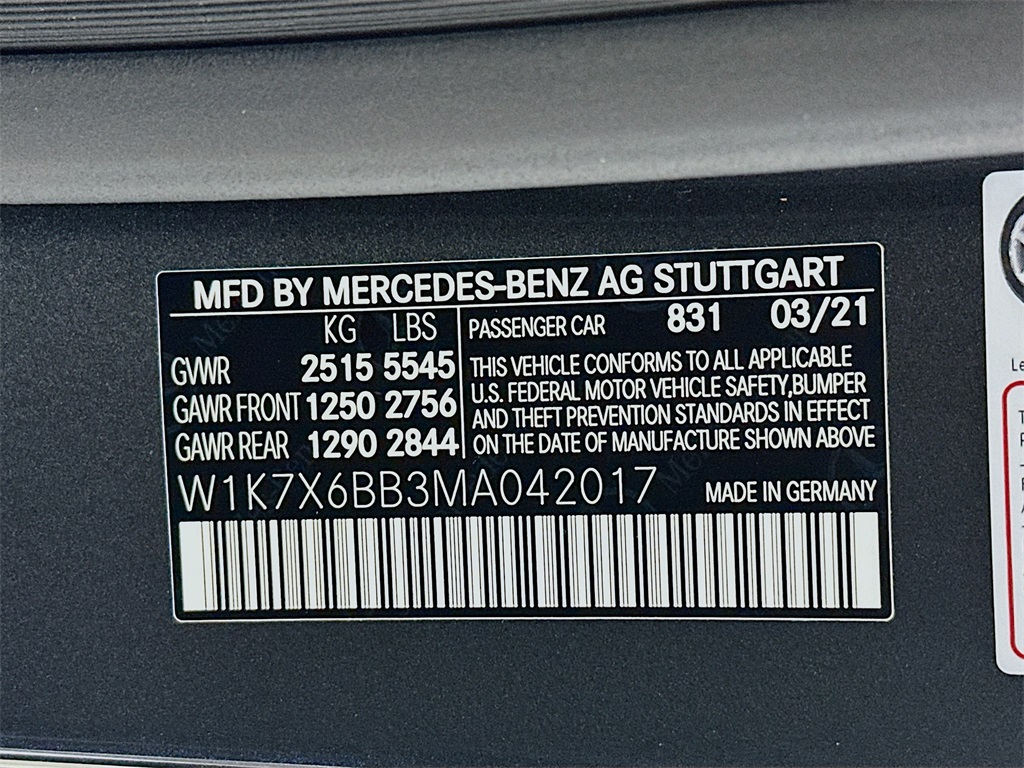 MFD BY MERCEDES-BENZ AG STUTTGART
KG LBS
PASSENGER CAR 831 03/21
GVWR 2515 5545
GAWR FRONT 1250 2756
GAWR REAR 1290 2844
THIS VEHICLE CONFORMS TO ALL APPLICABLE
U.S. FEDERAL MOTOR VEHICLE SAFETY,BUMPER
AND THEFT PREVENTION STANDARDS IN EFFECT
ON THE DATE OF MANUFACTURE SHOWN ABOVE
W1K7X6BB3MA042017
MADE IN GERMANY